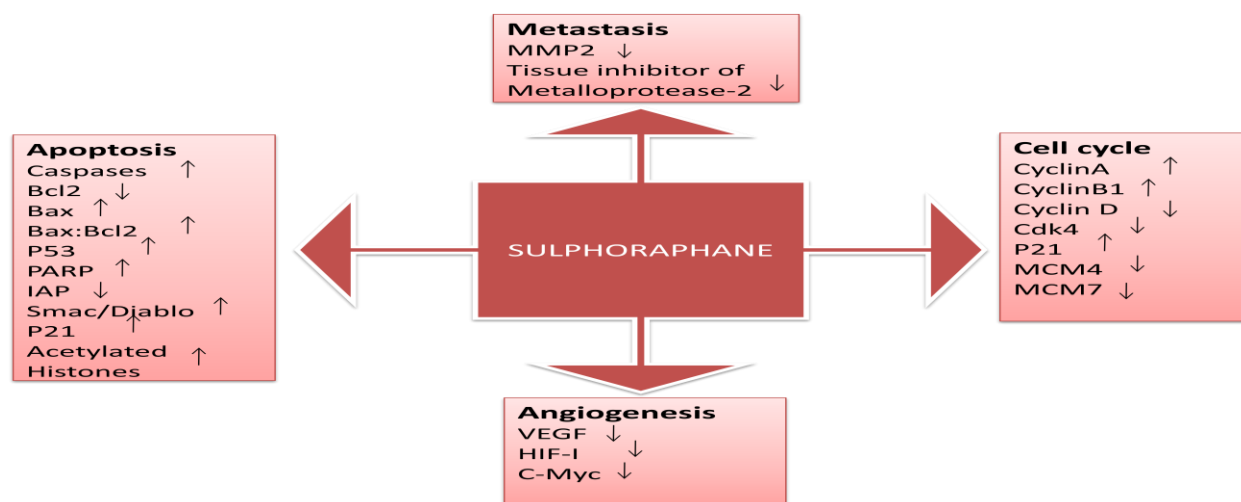 Metastasis
MMP2 ↓
Tissue inhibitor of
Metalloprotease-2 ↓
Apoptosis
Caspases ↑
Bcl2 ↓
Bax ↑
Bax:Bcl2 ↑
P53 ↑
PARP ↑
IAP ↓
Smac/Diablo ↑
P21 ↑
Acetylated ↑
Histones
SULPHORAPHANE
Cell cycle
CyclinA ↑
CyclinB1 ↑
Cyclin D ↓
Cdk4 ↓
P21 ↑
MCM4 ↓
MCM7 ↓
Angiogenesis
VEGF ↓
HIF-I ↓
C-Myc ↓